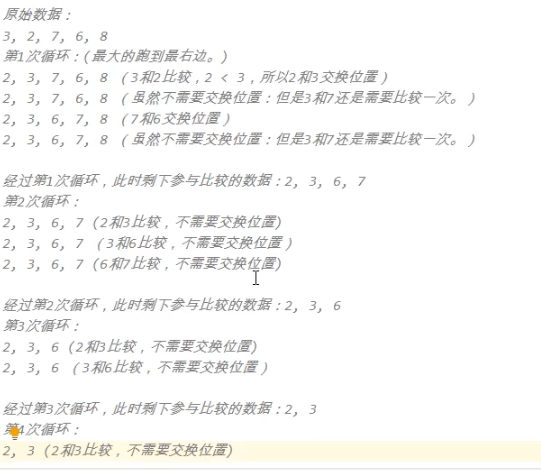 原始数据：
3, 2, 7, 6, 8
第1次循环：(最大的跑到最右边。)
2, 3, 7, 6, 8 （3和2比较，2 < 3，所以2和3交换位置）
2, 3, 7, 6, 8 （虽然不需要交换位置：但是3和7还是需要比较一次。）
2, 3, 6, 7, 8 （7和6交换位置）
2, 3, 6, 7, 8 （虽然不需要交换位置：但是3和7还是需要比较一次。）
经过第1次循环，此时剩下参与比较的数据：2, 3, 6, 7
第2次循环：
2, 3, 6, 7 (2和3比较，不需要交换位置)
2, 3, 6, 7 （3和6比较，不需要交换位置）
2, 3, 6, 7 (6和7比较，不需要交换位置)
经过第2次循环，此时剩下参与比较的数据：2, 3, 6
第3次循环：
2, 3, 6 (2和3比较，不需要交换位置)
2, 3, 6 （3和6比较，不需要交换位置）
经过第3次循环，此时剩下参与比较的数据：2, 3
第4次循环：
2, 3 (2和3比较，不需要交换位置)